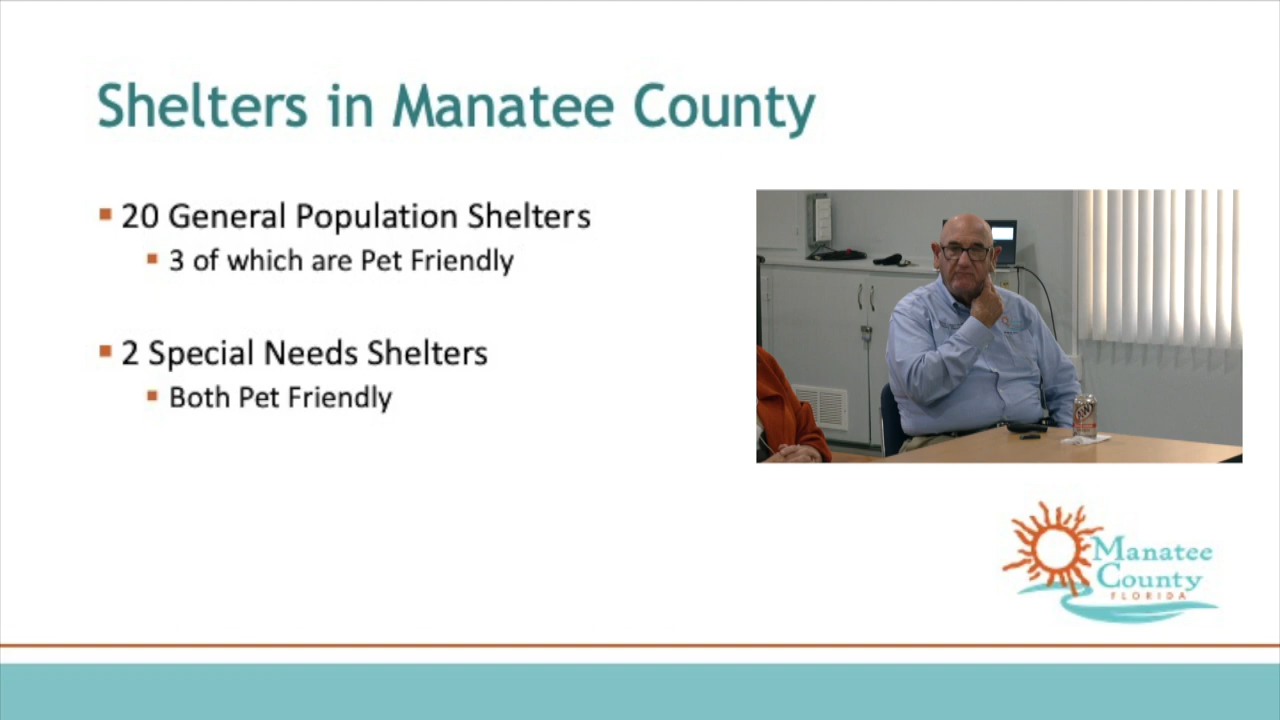 Shelters in Manatee County
20 General Population Shelters
3 of which are Pet Friendly
2 Special Needs Shelters
Both Pet Friendly
A&W
Manatee
County
FLORIDA